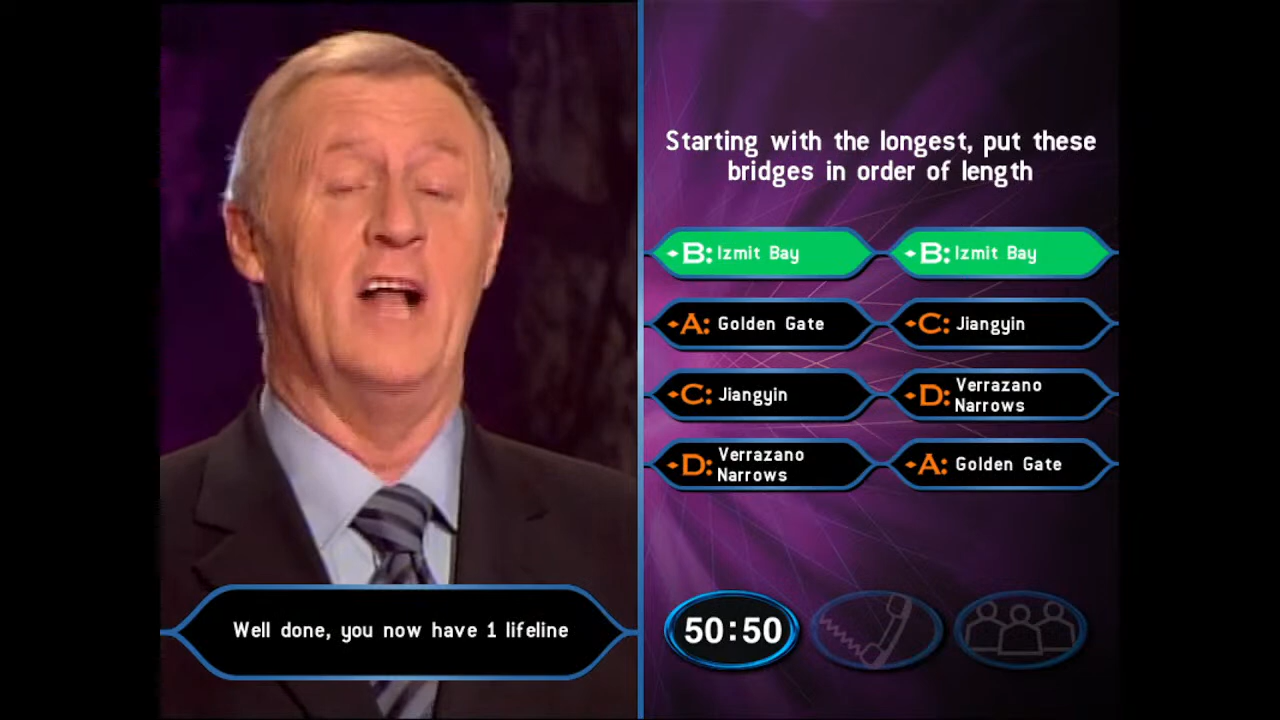 Starting with the longest, put these
bridges in order of length
B: Izmit Bay
B: Izmit Bay
A: Golden Gate
C: Jiangyin
C: Jiangyin
D: Verrazano
Narrows
D: Verrazano
Narrows
A: Golden Gate
Well done, you now have 1 lifeline
50:50